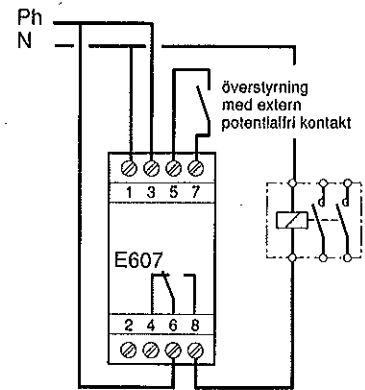 Ph
N
överstyrning
med extern
potentialfri kontakt
1 3 5 7
E607
2 4 6 8